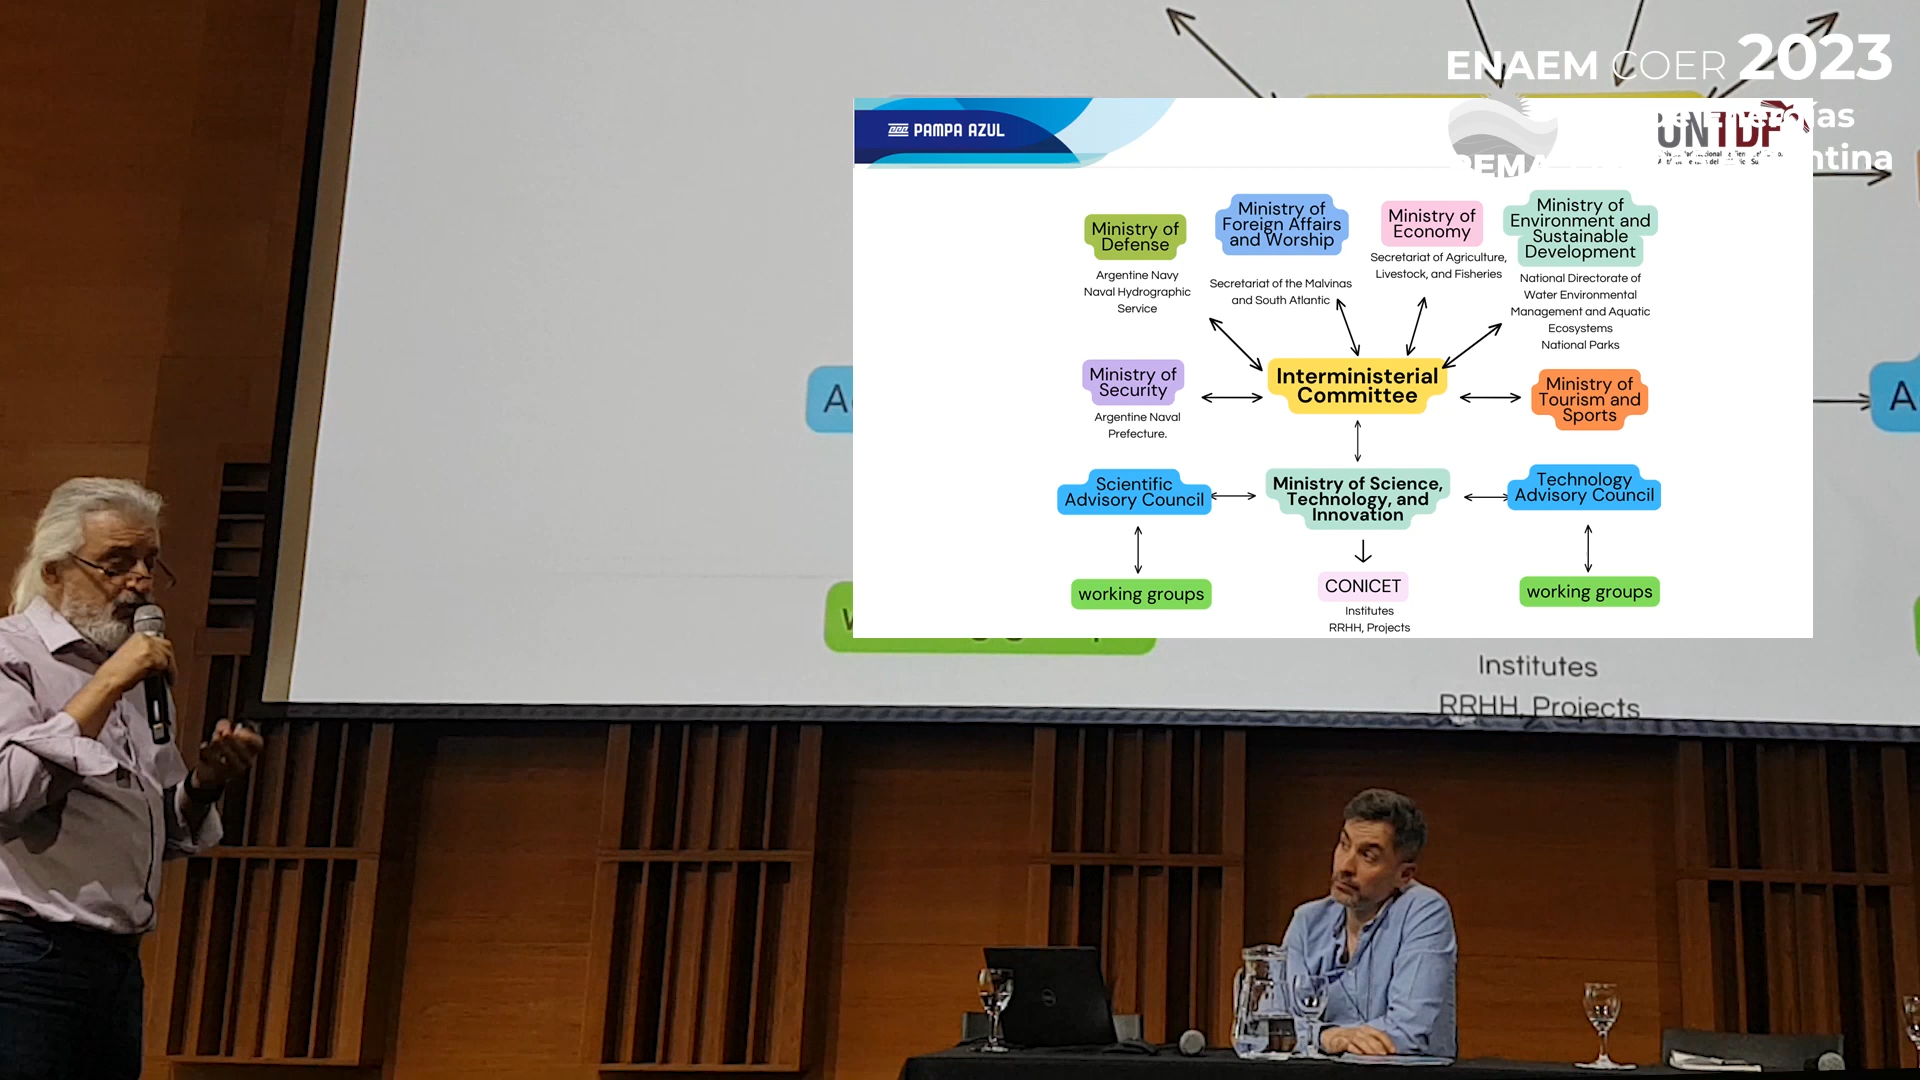 ENAEM COER 2023
PAMPA AZUL
UNTDF
Ministry of
Defense
Argentine Navy
Naval Hydrographic
Service
Ministry of
Foreign Affairs
and Worship
Secretariat of the Malvinas
and South Atlantic
Ministry of
Economy
Secretariat of Agriculture,
Livestock, and Fisheries
Ministry of
Environment and
Sustainable
Development
National Directorate of
Water Environmental
Management and Aquatic
Ecosystems
National Parks
Ministry of
Security
Argentine Naval
Prefecture.
Interministerial
Committee
Ministry of
Tourism and
Sports
Scientific
Advisory Council
Ministry of Science,
Technology, and
Innovation
Technology
Advisory Council
working groups
CONICET
Institutes
RRHH, Projects
working groups
Institutes
RRHH, Projects